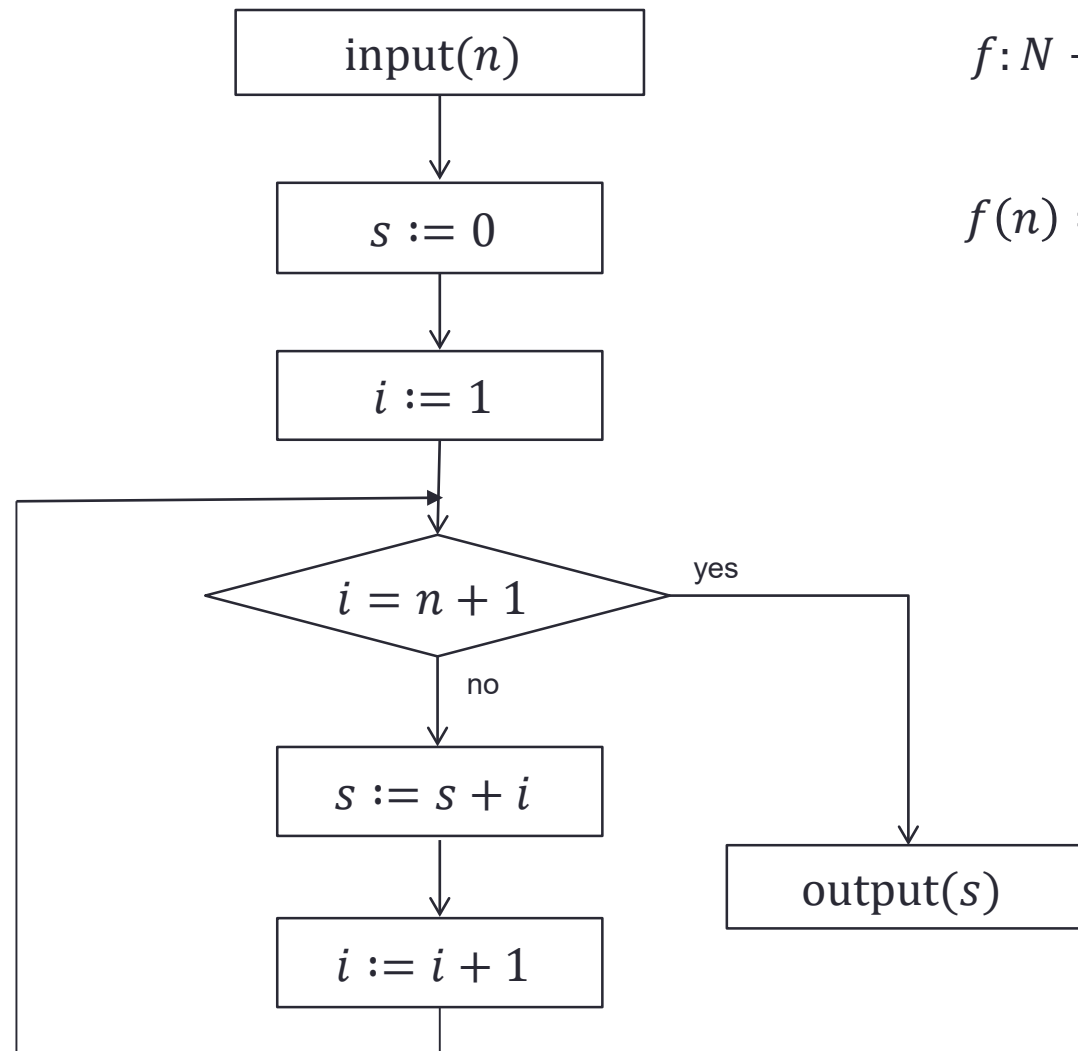 input(n)
s := 0
i := 1
i = n + 1
yes
no
s := s + i
i := i + 1
output(s)
f: N
f(n)